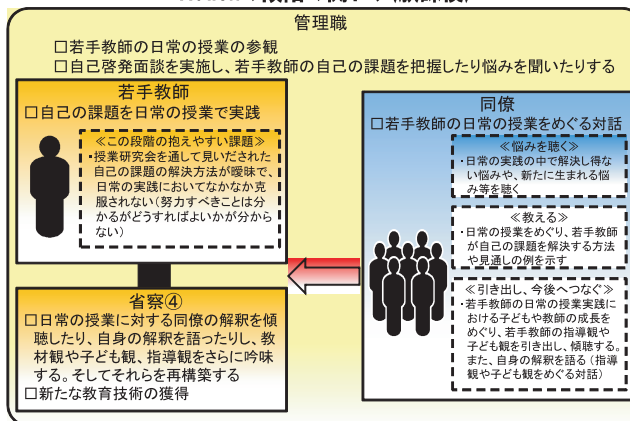 管理職
□若手教師の日常の授業の参観
□自己啓発面談を実施し、若手教師の自己の課題を把握したり悩みを聞いたりする
若手教師
□自己の課題を日常の授業で実践
≪この段階の抱えやすい課題≫
・授業研究会を通して見いだされた
自己の課題の解決方法が曖昧で、
日常の実践においてなかなか克
服されない(努力すべきことは分
かるがどうすればよいかが分から
ない)
省察④
□日常の授業に対する同僚の解釈を傾
聴したり、自身の解釈を語ったりし、教
材観や子ども観、指導観をさらに吟味
する。そしてそれらを再構築する
□新たな教育技術の獲得
同僚
□若手教師の日常の授業をめぐる対話
≪悩みを聴く≫
・日常の実践の中で解決し得な
い悩みや、新たに生まれる悩
み等を聴く
≪教える≫
・日常の授業をめぐり、若手教師
が自己の課題を解決する方法
や見通しの例を示す
≪引き出し、今後へつなぐ≫
・若手教師の日常の授業実践に
おける子どもや教師の成長を
めぐり、若手教師の指導観や
子ども観を引き出し、傾聴する。
また、自身の解釈を語る(指導
観や子ども観をめぐる対話)